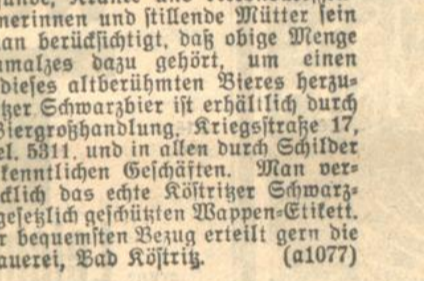 nerinnen und stillende Mütter sein
an berücksichtigt, daß obige Menge
malzes dazu gehört, um einen
dieses altberühmten Bieres herzu-
tzer Schwarzbier ist erhältlich durch
Biergroßhandlung, Kriegsstraße 17,
el. 5311, und in allen durch Schilder
kenntlichen Geschäften. Man ver-
cklich das echte Köstritzer Schwarz-
gesetzlich geschützten Wappen-Etikett.
r bequemsten Bezug erteilt gern die
auerei, Bad Köstritz. (a1077)